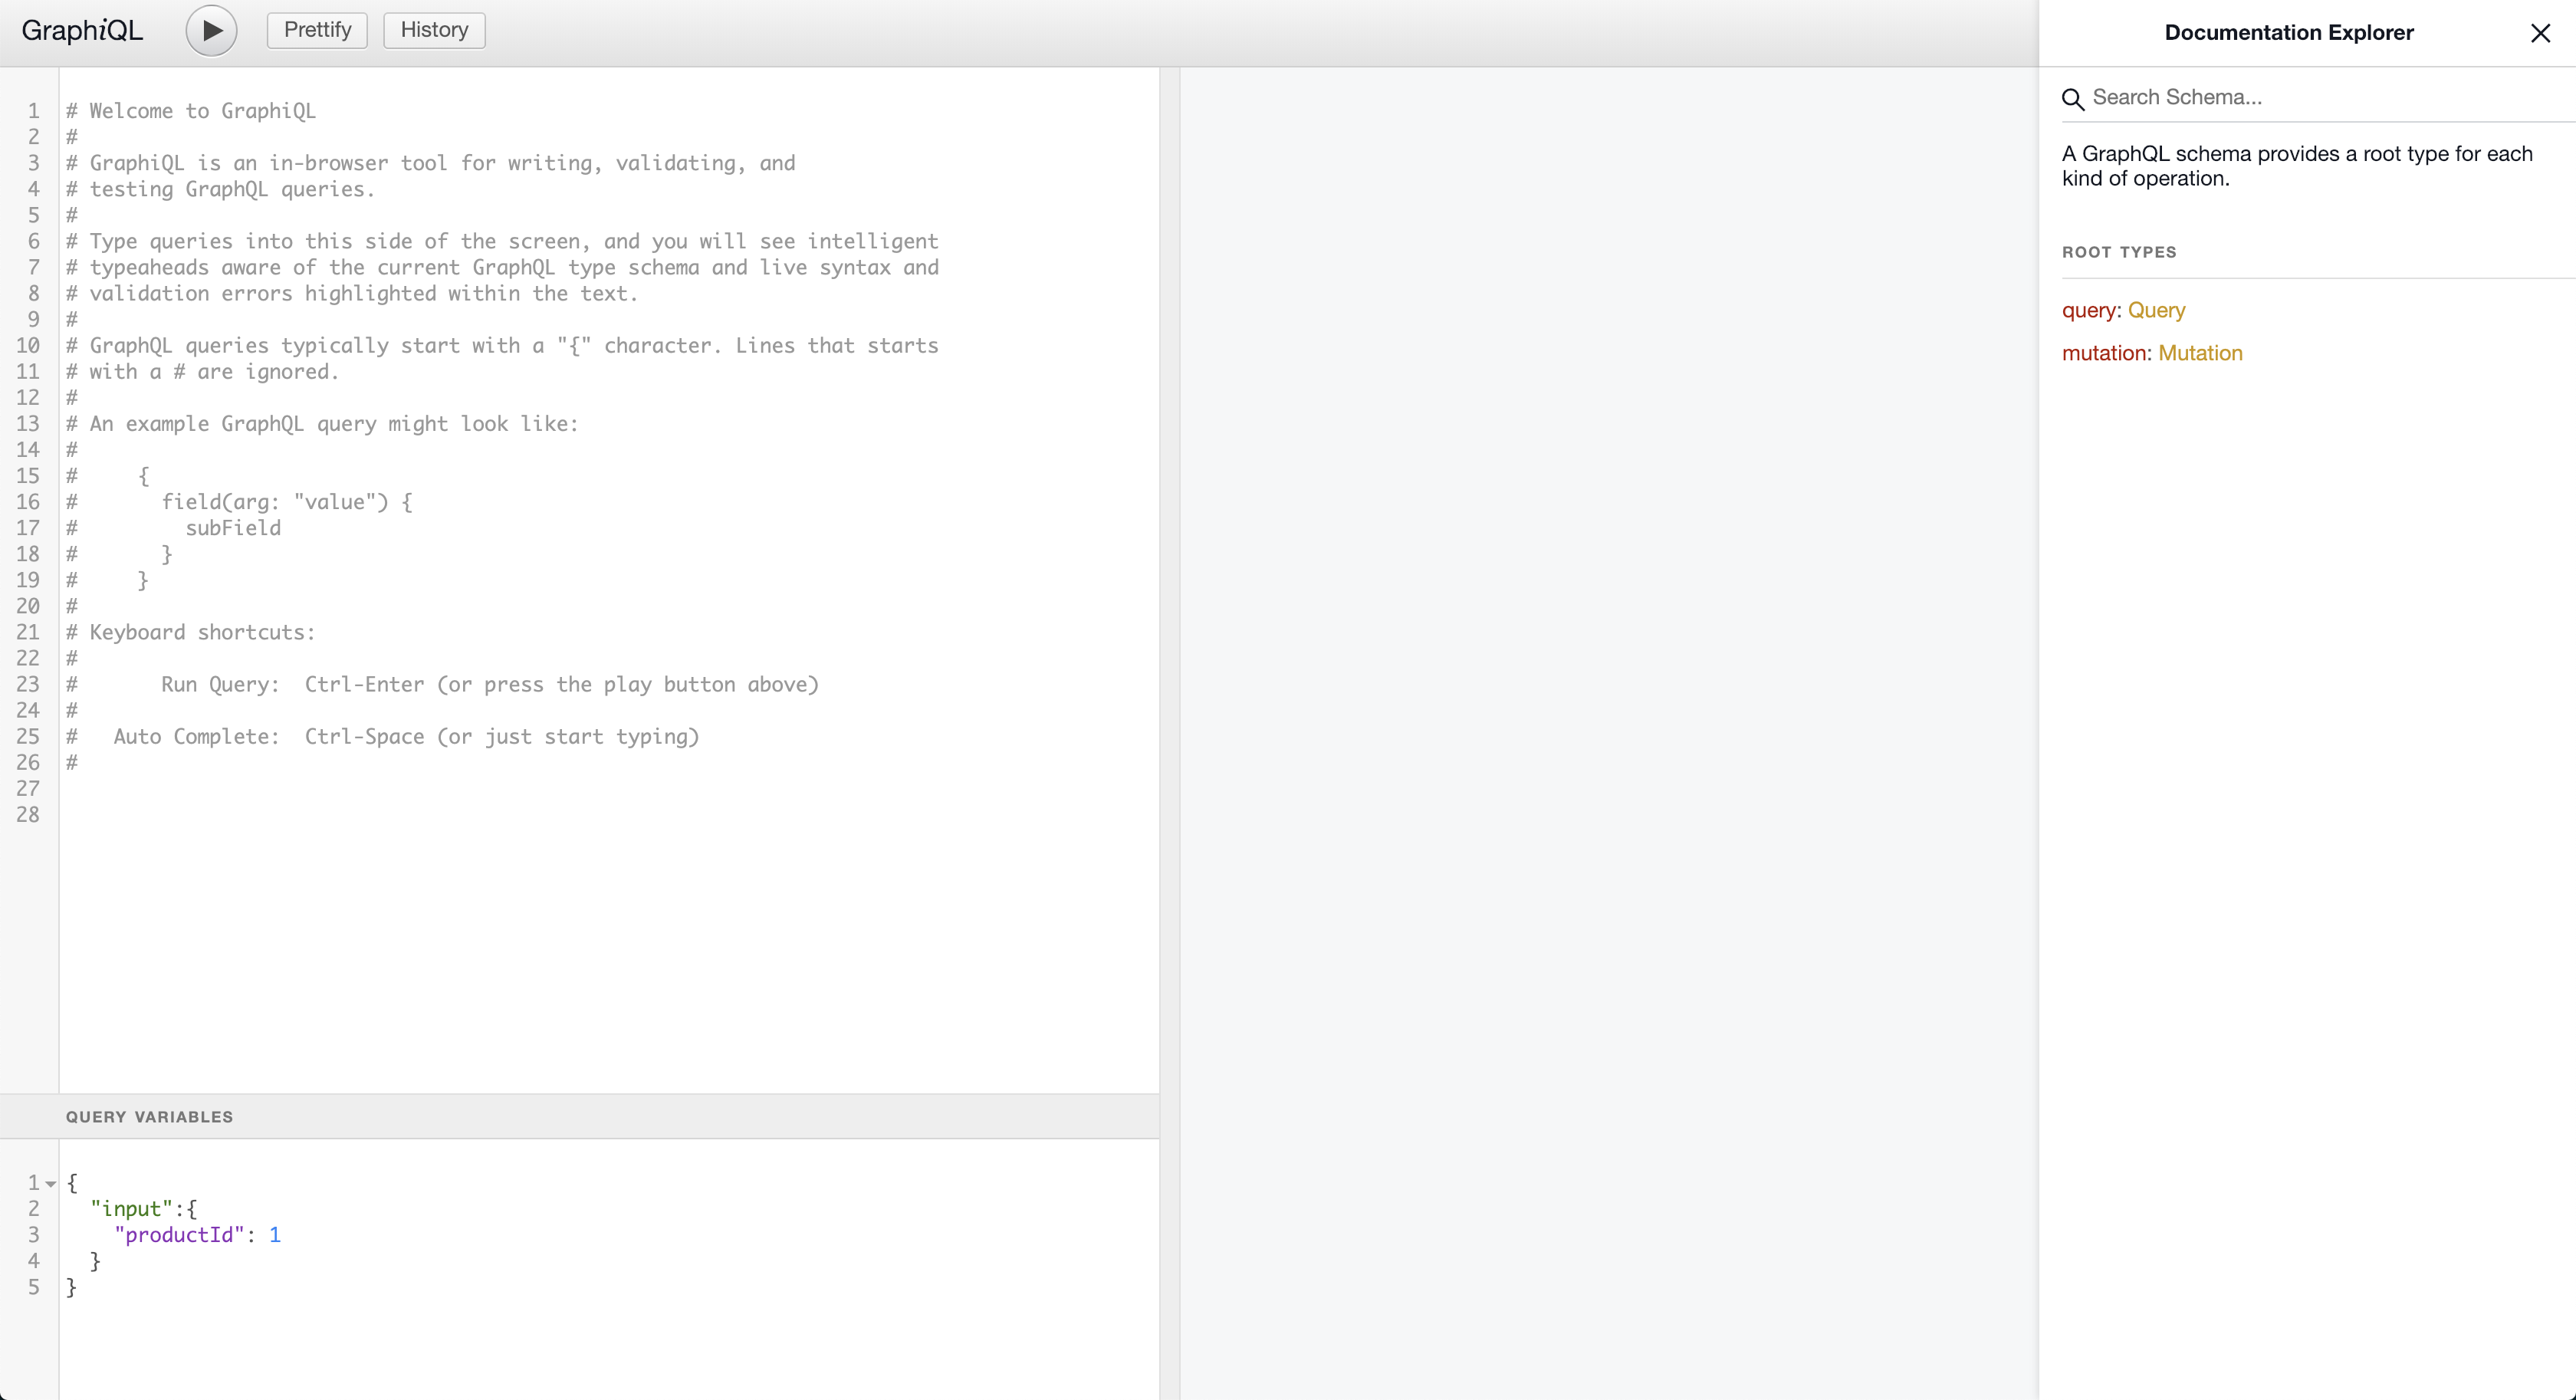 GraphiQL
Prettify
History
1 # Welcome to GraphiQL
2 #
3 # GraphiQL is an in-browser tool for writing, validating, and
4 # testing GraphQL queries.
5 #
6 # Type queries into this side of the screen, and you will see intelligent
7 # typeaheads aware of the current GraphQL type schema and live syntax and
8 # validation errors highlighted within the text.
9 #
10 # GraphQL queries typically start with a "{" character. Lines that starts
11 # with a # are ignored.
12 #
13 # An example GraphQL query might look like:
14 #
15 #     {
16 #       field(arg: "value") {
17 #         subField
18 #       }
19 #     }
20 #
21 # Keyboard shortcuts:
22 #
23 #       Run Query:  Ctrl-Enter (or press the play button above)
24 #
25 #   Auto Complete:  Ctrl-Space (or just start typing)
26 #
27
28
QUERY VARIABLES
1 {
2   "input":{
3     "productId": 1
4   }
5 }
Documentation Explorer
Search Schema...
A GraphQL schema provides a root type for each
kind of operation.
ROOT TYPES
query: Query
mutation: Mutation